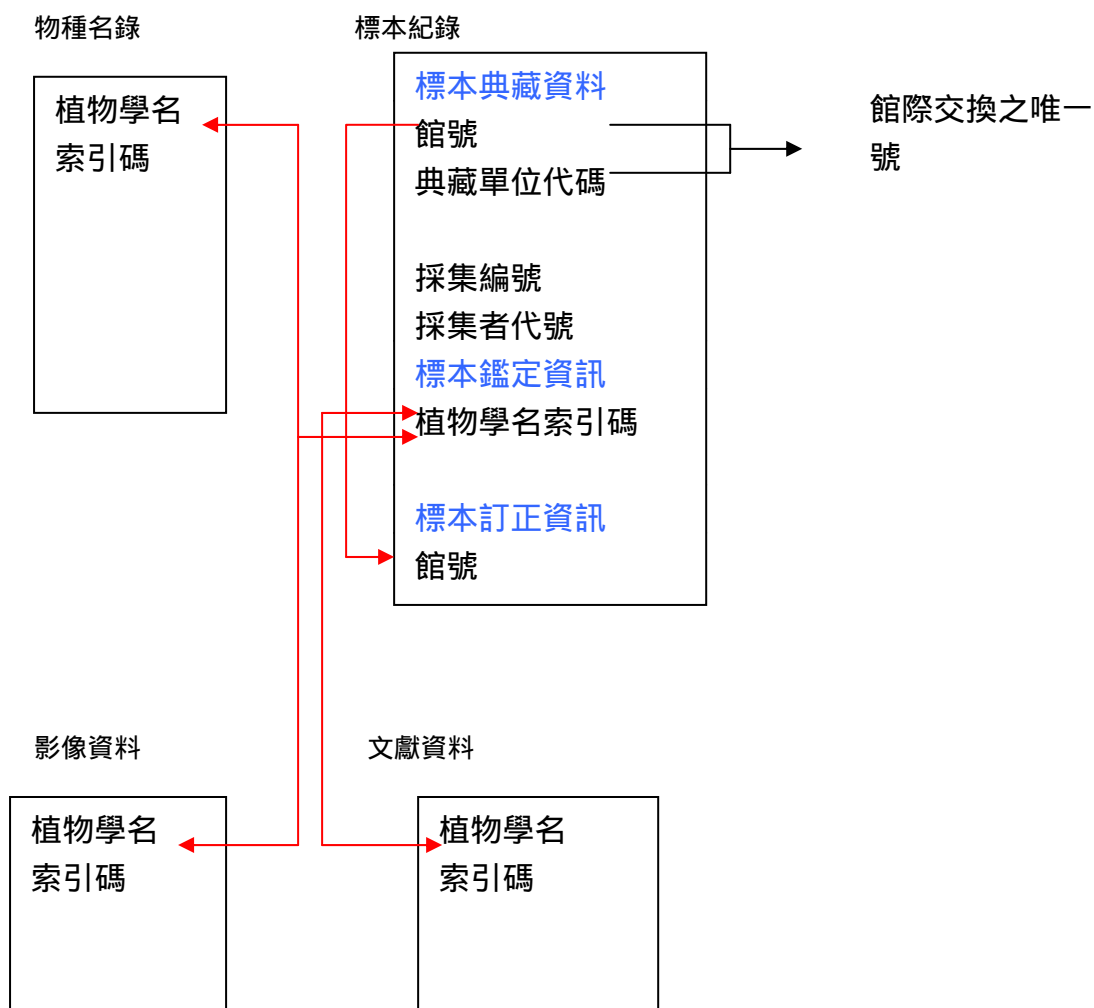 物種名錄
植物學名
索引碼
標本紀錄
標本典藏資料
館號
典藏單位代碼
採集編號
採集者代號
標本鑑定資訊
植物學名索引碼
標本訂正資訊
館號
館際交換之唯一
號
影像資料
植物學名
索引碼
文獻資料
植物學名
索引碼